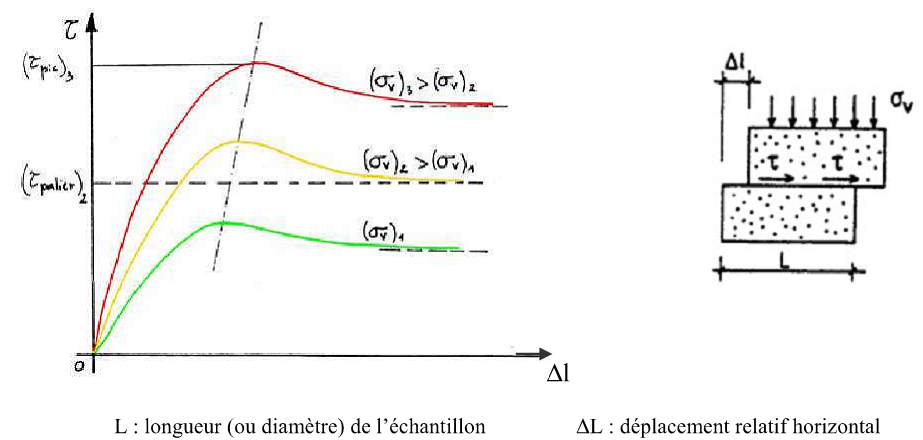 τ
(τpic)₃
(σv)₃ > (σv)₂
(σv)₂ > (σv)₁
(τpalier)₂
(σv)₁
0
Δl
Δl
σv
τ τ
L
L : longueur (ou diamètre) de l'échantillon
ΔL : déplacement relatif horizontal